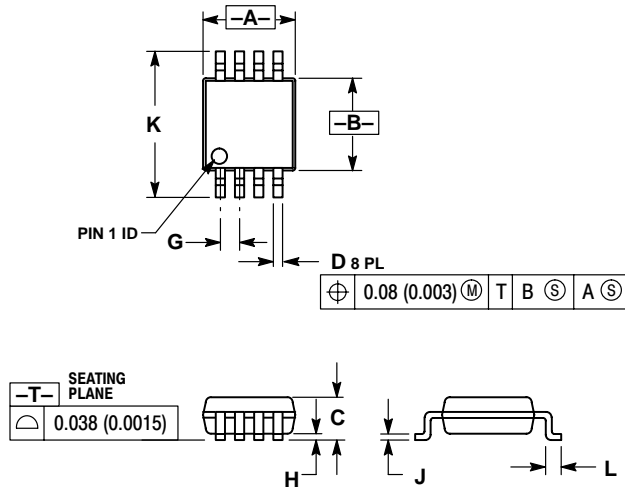 –A–
K
–B–
PIN 1 ID
G
D 8 PL
⌖ 0.08 (0.003) Ⓜ T B Ⓢ A Ⓢ
–T– SEATING PLANE
⌓ 0.038 (0.0015)
C
H
J
L